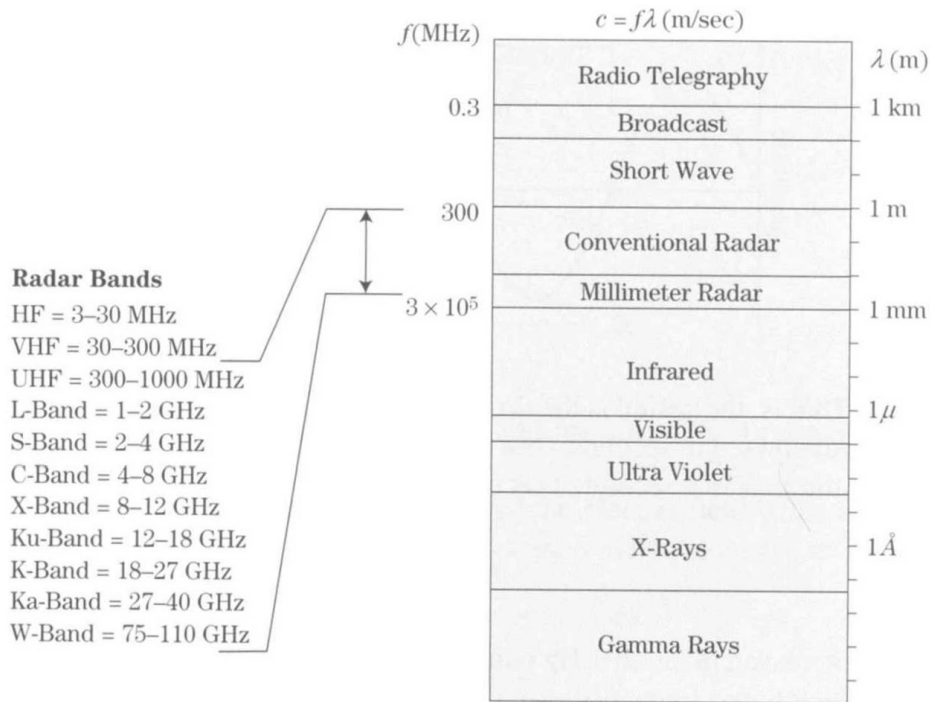 c = fλ (m/sec)
f(MHz)
λ (m)
Radio Telegraphy
0.3
1 km
Broadcast
Short Wave
300
1 m
Conventional Radar
Millimeter Radar
3 × 10⁵
1 mm
Infrared
1μ
Visible
Ultra Violet
X-Rays
1Å
Gamma Rays
Radar Bands
HF = 3–30 MHz
VHF = 30–300 MHz
UHF = 300–1000 MHz
L-Band = 1–2 GHz
S-Band = 2–4 GHz
C-Band = 4–8 GHz
X-Band = 8–12 GHz
Ku-Band = 12–18 GHz
K-Band = 18–27 GHz
Ka-Band = 27–40 GHz
W-Band = 75–110 GHz